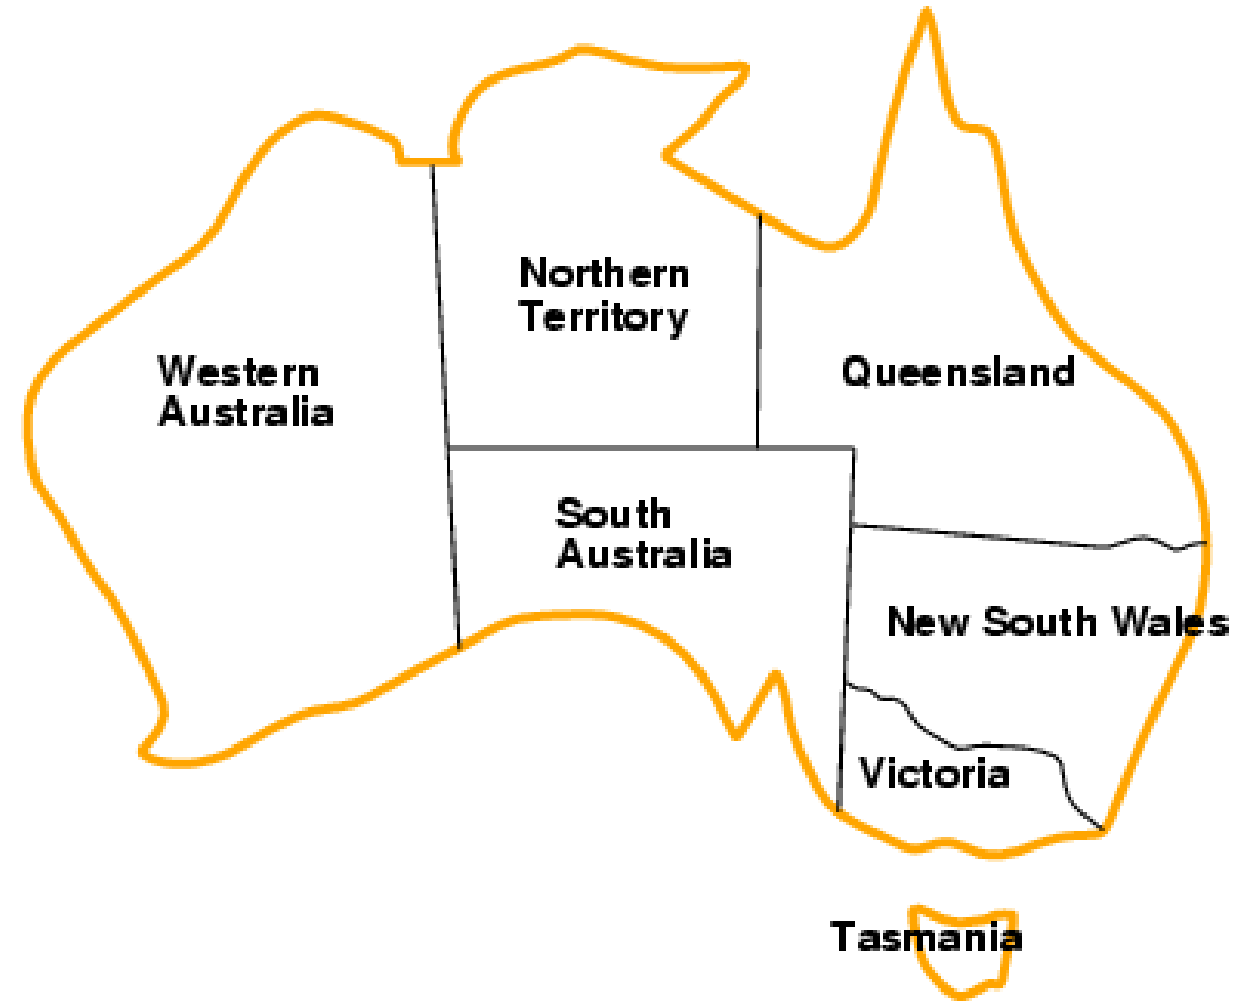 Northern
Territory
Western
Australia
Queensland
South
Australia
New South Wales
Victoria
Tasmania